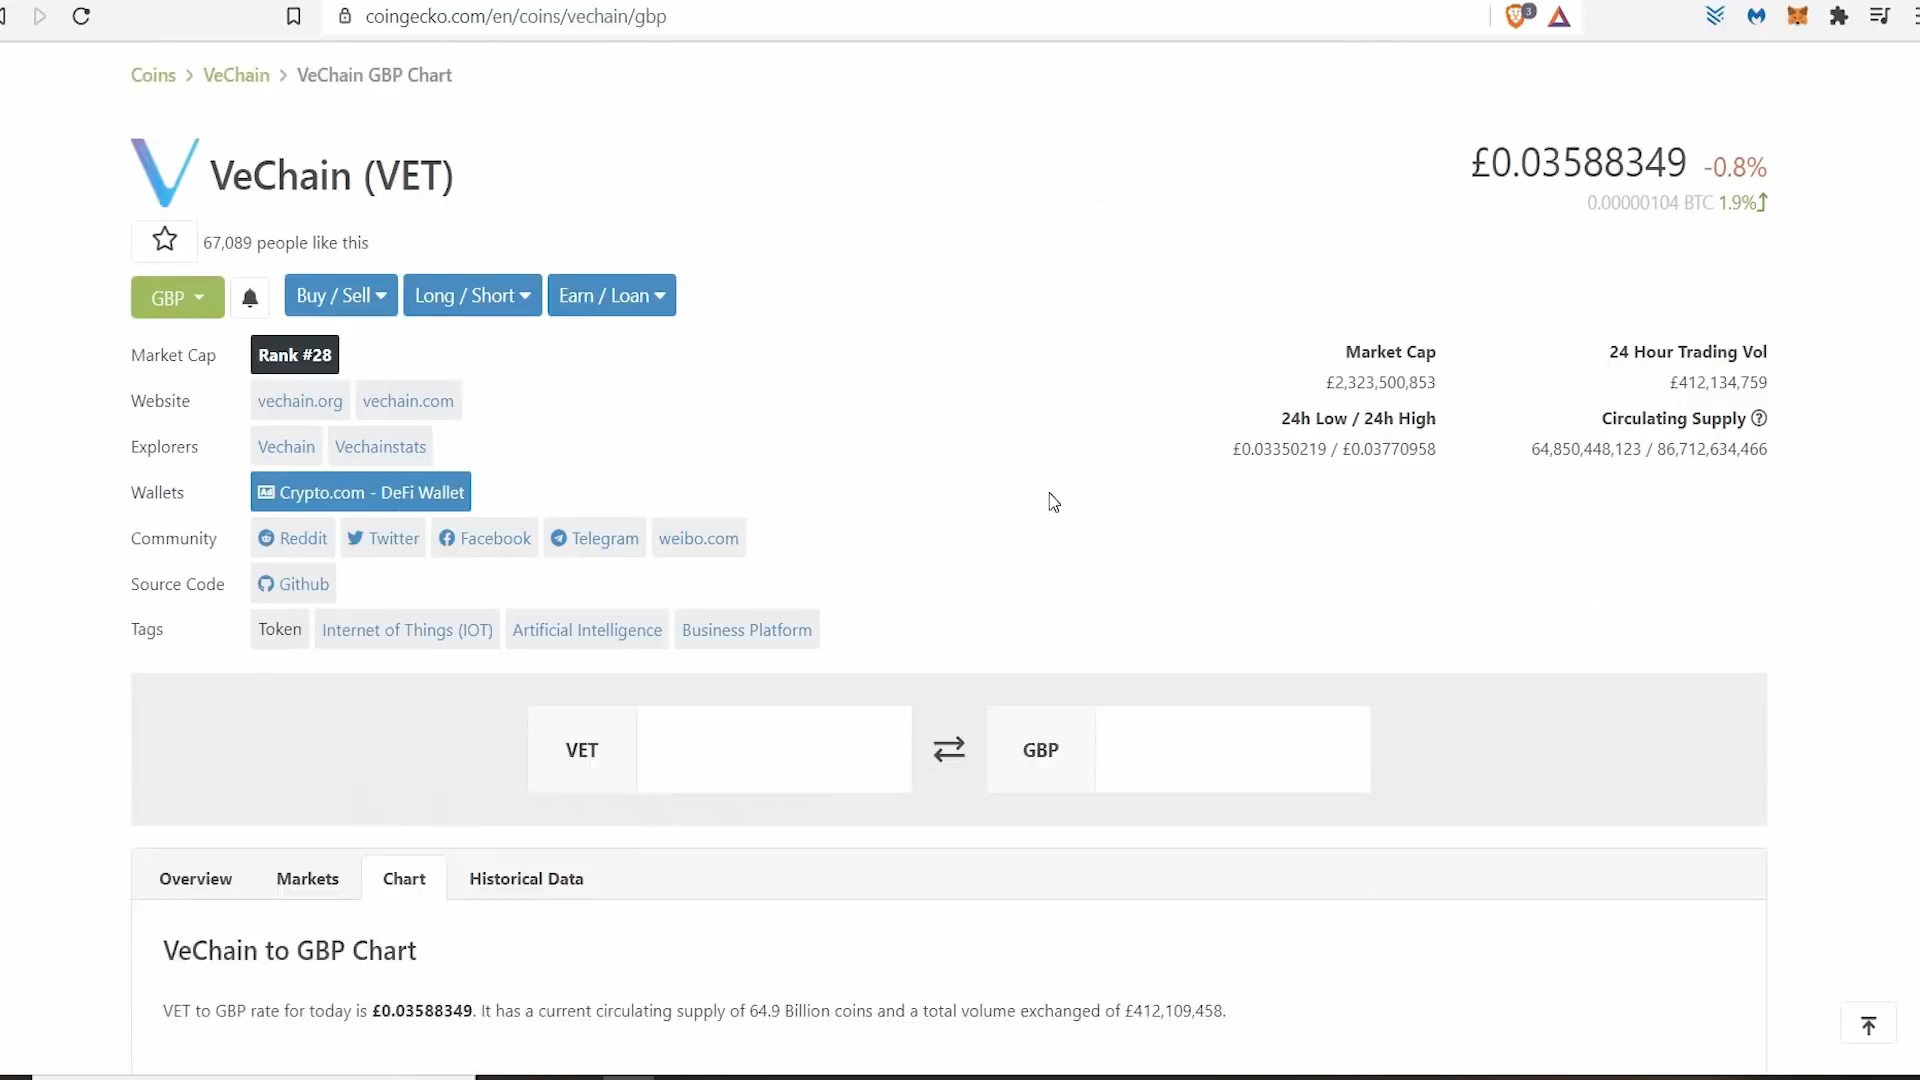 coingecko.com/en/coins/vechain/gbp
3
Coins > VeChain > VeChain GBP Chart
VeChain (VET)
£0.03588349 -0.8%
0.00000104 BTC 1.9%
67,089 people like this
GBP Buy / Sell Long / Short Earn / Loan
Market Cap Rank #28
Market Cap 24 Hour Trading Vol
£2,323,500,853 £412,134,759
Website vechain.org vechain.com
24h Low / 24h High Circulating Supply
£0.03350219 / £0.03770958 64,850,448,123 / 86,712,634,466
Explorers Vechain Vechainstats
Wallets Ad Crypto.com - DeFi Wallet
Community Reddit Twitter Facebook Telegram weibo.com
Source Code Github
Tags Token Internet of Things (IOT) Artificial Intelligence Business Platform
VET GBP
Overview Markets Chart Historical Data
VeChain to GBP Chart
VET to GBP rate for today is £0.03588349. It has a current circulating supply of 64.9 Billion coins and a total volume exchanged of £412,109,458.